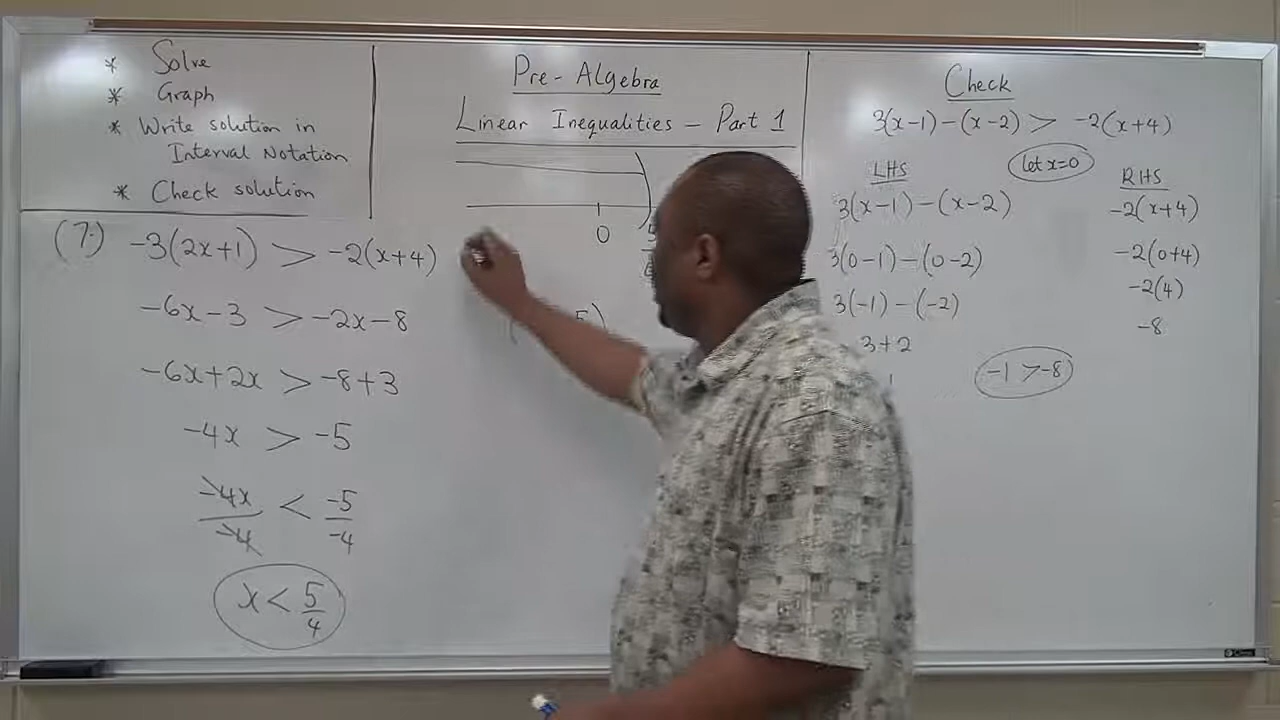 * Solve
* Graph
* Write solution in
Interval Notation
* Check solution
(7.) -3(2x+1) > -2(x+4)
-6x-3 > -2x-8
-6x+2x > -8+3
-4x > -5
-4x/-4 < -5/-4
x < 5/4
Pre-Algebra
Linear Inequalities - Part 1
0
5)
Check
3(x-1)-(x-2) > -2(x+4)
let x=0
LHS
3(x-1)-(x-2)
3(0-1)-(0-2)
3(-1)-(-2)
3+2
-1 > -8
RHS
-2(x+4)
-2(0+4)
-2(4)
-8